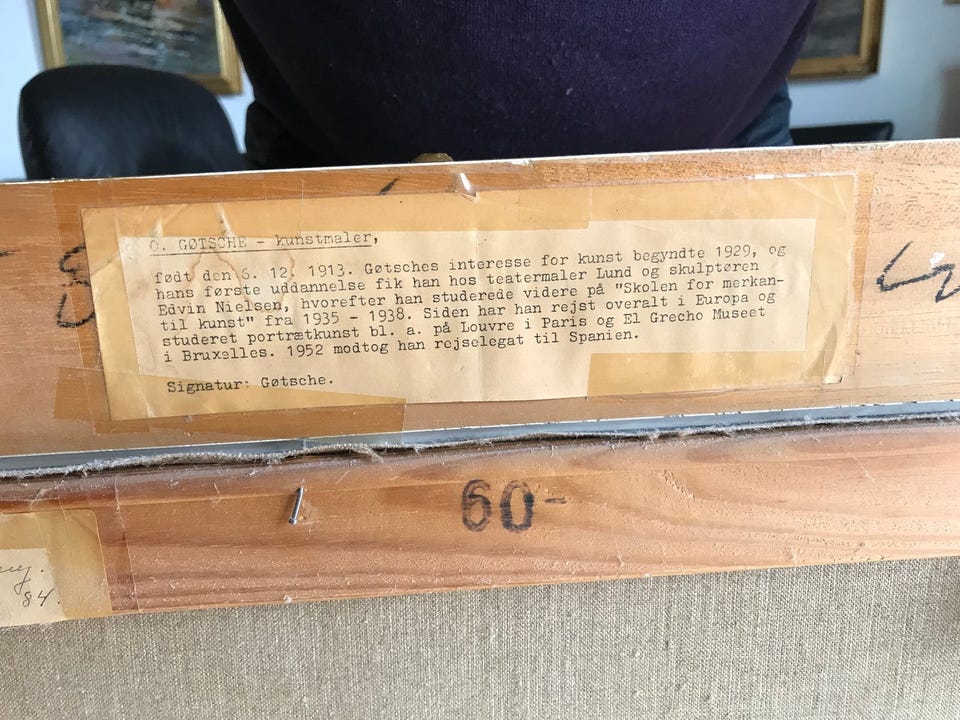 O. GØTSCHE - kunstmaler,
født den 6. 12. 1913. Gøtsches interesse for kunst begyndte 1929, og
hans første uddannelse fik han hos teatermaler Lund og skulptøren
Edvin Nielsen, hvorefter han studerede videre på "Skolen for merkan-
til kunst" fra 1935 - 1938. Siden har han rejst overalt i Europa og
studeret portrætkunst bl. a. på Louvre i Paris og El Grecho Museet
i Bruxelles. 1952 modtog han rejselegat til Spanien.
Signatur: Gøtsche.
60-
84.